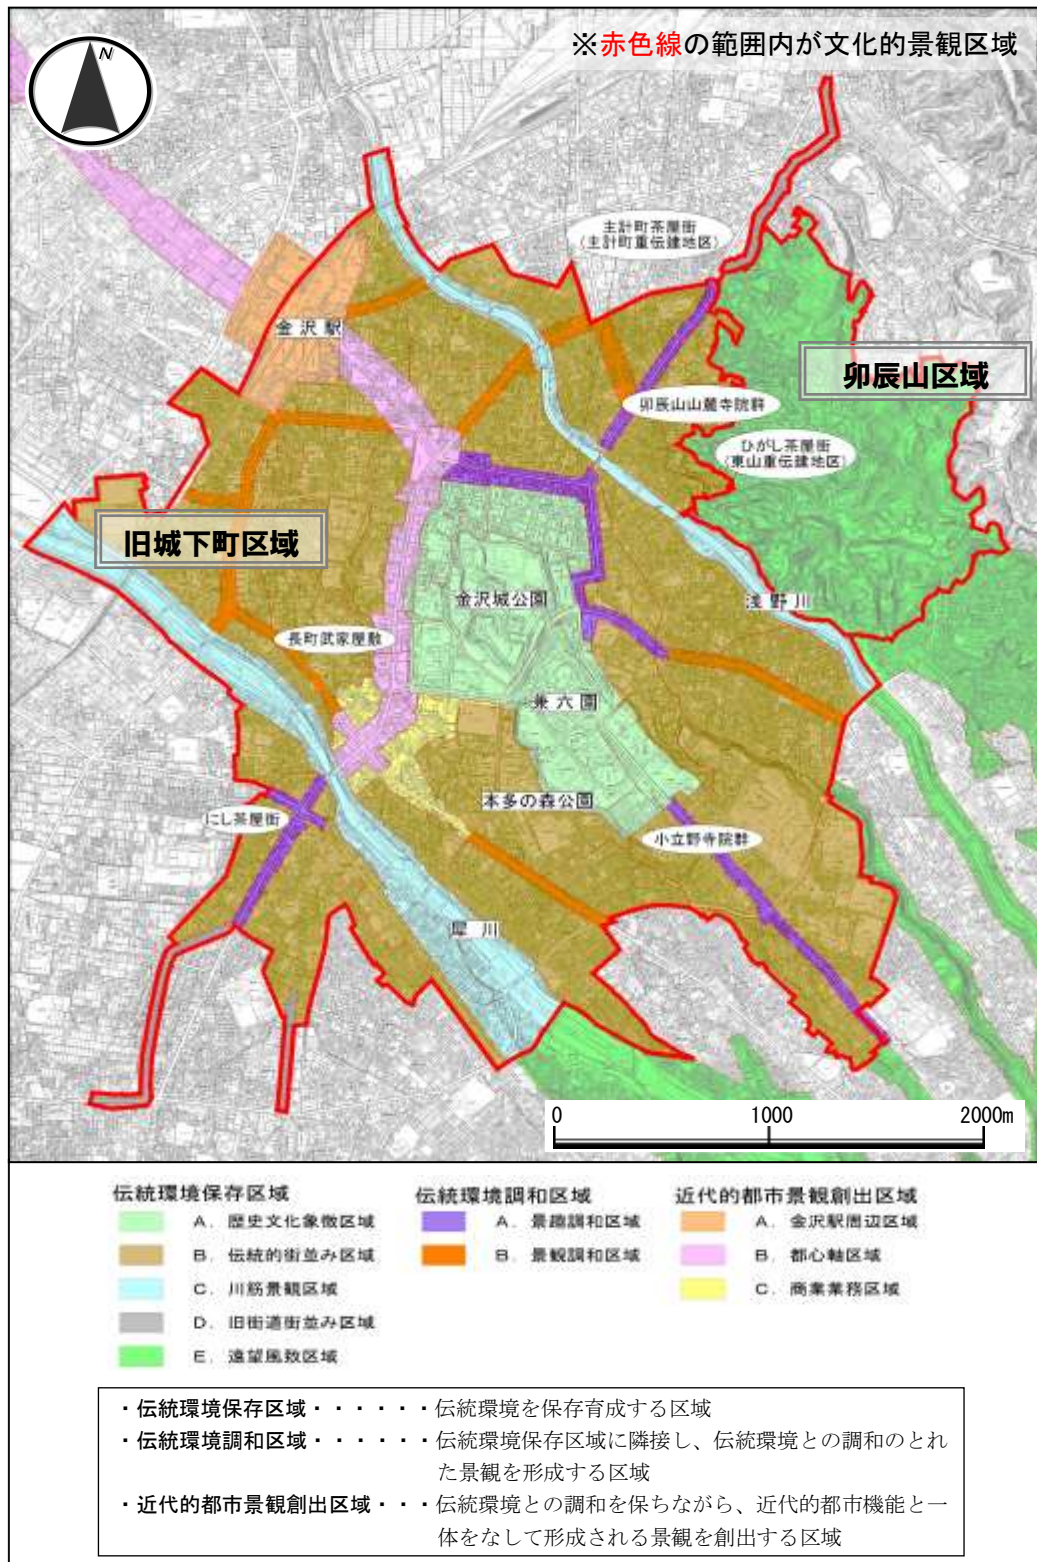 N
※赤色線の範囲内が文化的景観区域
主計町茶屋街
(主計町重伝建地区)
金沢駅
卯辰山区域
卯辰山山麓寺院群
ひがし茶屋街
(東山重伝建地区)
旧城下町区域
金沢城公園
浅野川
長町武家屋敷
兼六園
本多の森公園
にし茶屋街
小立野寺院群
犀川
0 1000 2000m
伝統環境保存区域
A. 歴史文化象徴区域
B. 伝統的街並み区域
C. 川筋景観区域
D. 旧街道街並み区域
E. 遠望風致区域
伝統環境調和区域
A. 景趣調和区域
B. 景観調和区域
近代的都市景観創出区域
A. 金沢駅周辺区域
B. 都心軸区域
C. 商業業務区域
・伝統環境保存区域・・・・・・伝統環境を保存育成する区域
・伝統環境調和区域・・・・・・伝統環境保存区域に隣接し、伝統環境との調和のとれ
た景観を形成する区域
・近代的都市景観創出区域・・・伝統環境との調和を保ちながら、近代的都市機能と一
体をなして形成される景観を創出する区域